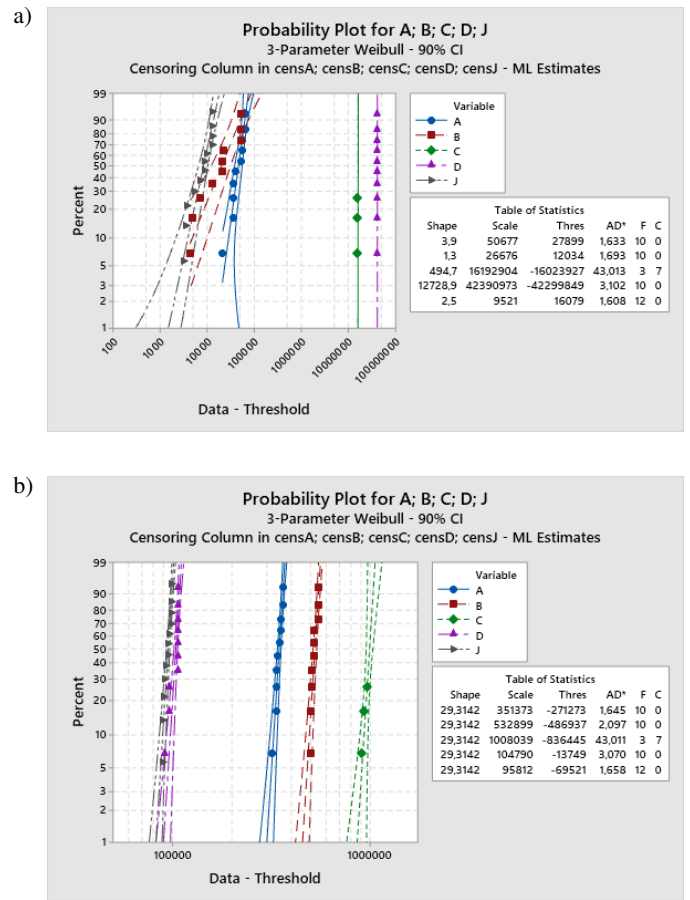 a)
Probability Plot for A; B; C; D; J
3-Parameter Weibull - 90% CI
Censoring Column in censA; censB; censC; censD; censJ - ML Estimates
99
90
80
70
60
50
40
30
20
10
5
3
2
1
Percent
100
1000
10000
100000
1000000
10000000
100000000
Data - Threshold
Variable
A
B
C
D
J
Table of Statistics
Shape Scale Thres AD* F C
3,9 50677 27899 1,633 10 0
1,3 26676 12034 1,693 10 0
494,7 16192904 -16023927 43,013 3 7
12728,9 42390973 -42299849 3,102 10 0
2,5 9521 16079 1,608 12 0
b)
Probability Plot for A; B; C; D; J
3-Parameter Weibull - 90% CI
Censoring Column in censA; censB; censC; censD; censJ - ML Estimates
99
90
80
70
60
50
40
30
20
10
5
3
2
1
Percent
100000
1000000
Data - Threshold
Variable
A
B
C
D
J
Table of Statistics
Shape Scale Thres AD* F C
29,3142 351373 -271273 1,645 10 0
29,3142 532899 -486937 2,097 10 0
29,3142 1008039 -836445 43,011 3 7
29,3142 104790 -13749 3,070 10 0
29,3142 95812 -69521 1,658 12 0